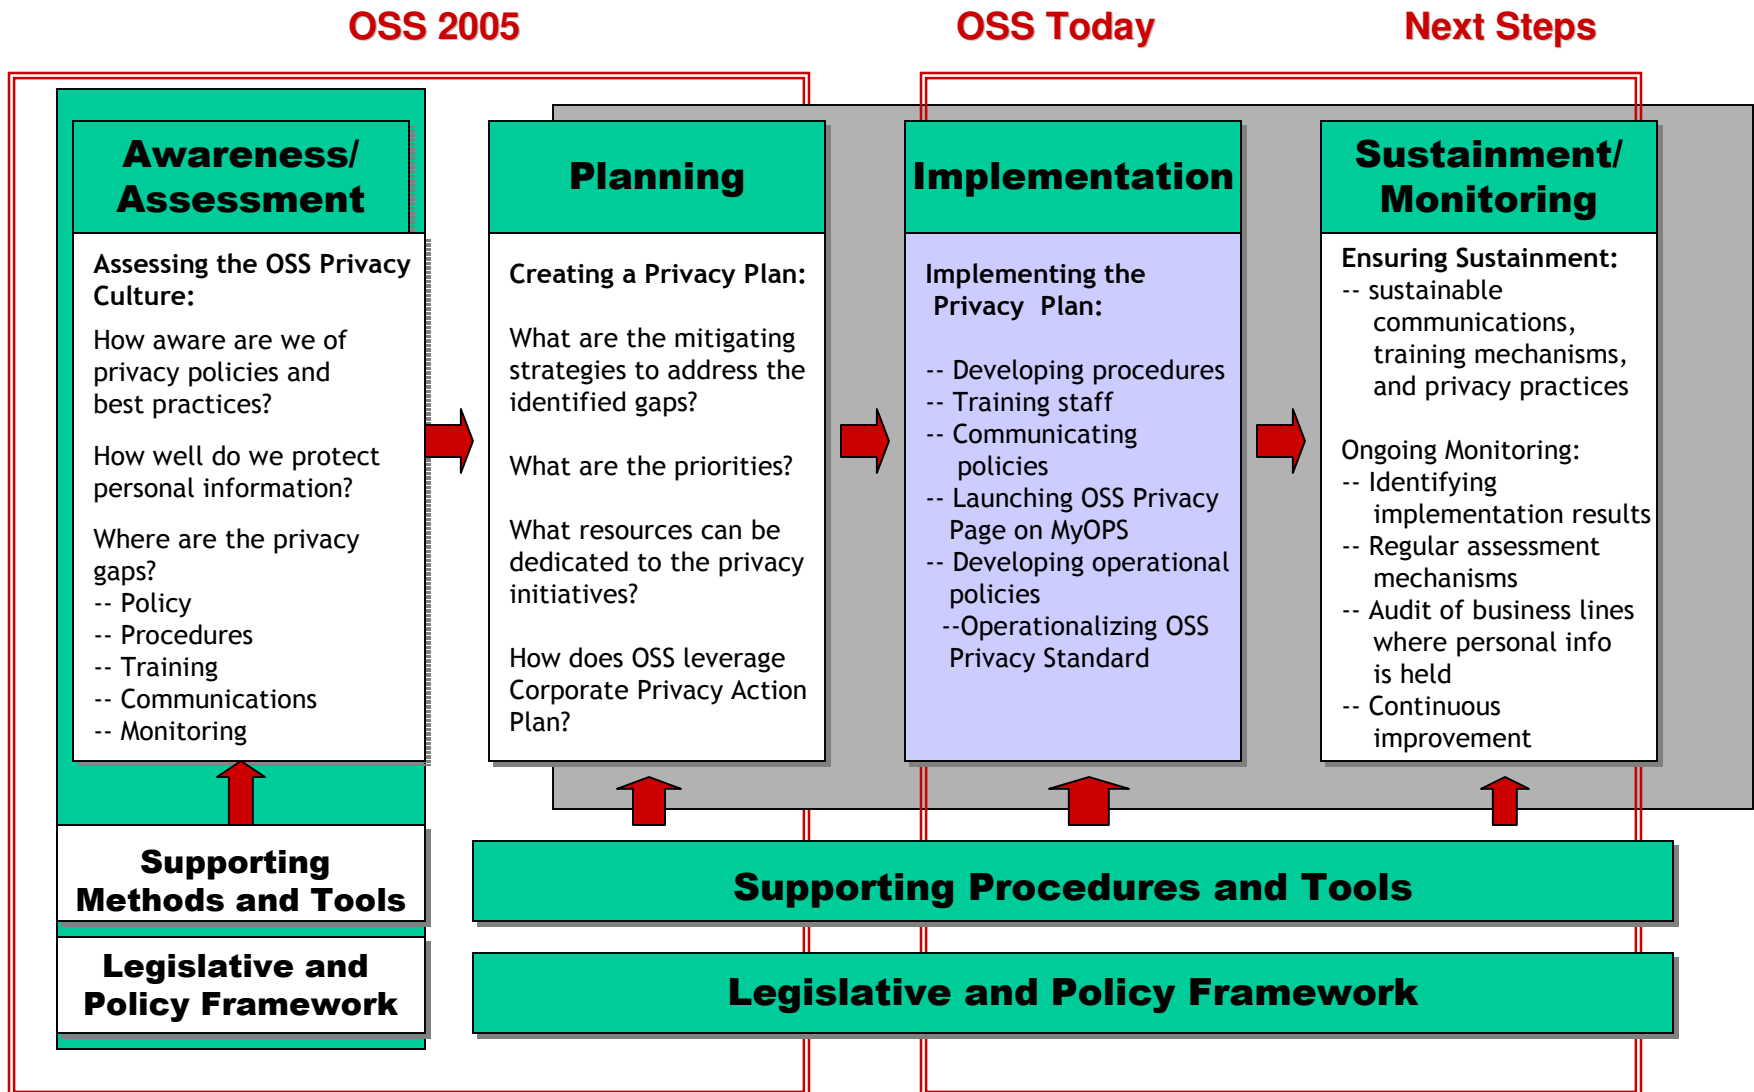 OSS 2005
OSS Today
Next Steps
Awareness/
Assessment
Assessing the OSS Privacy
Culture:
How aware are we of
privacy policies and
best practices?
How well do we protect
personal information?
Where are the privacy
gaps?
-- Policy
-- Procedures
-- Training
-- Communications
-- Monitoring
Supporting
Methods and Tools
Legislative and
Policy Framework
Planning
Creating a Privacy Plan:
What are the mitigating
strategies to address the
identified gaps?
What are the priorities?
What resources can be
dedicated to the privacy
initiatives?
How does OSS leverage
Corporate Privacy Action
Plan?
Implementation
Implementing the
Privacy Plan:
-- Developing procedures
-- Training staff
-- Communicating
policies
-- Launching OSS Privacy
Page on MyOPS
-- Developing operational
policies
--Operationalizing OSS
Privacy Standard
Sustainment/
Monitoring
Ensuring Sustainment:
-- sustainable
communications,
training mechanisms,
and privacy practices
Ongoing Monitoring:
-- Identifying
implementation results
-- Regular assessment
mechanisms
-- Audit of business lines
where personal info
is held
-- Continuous
improvement
Supporting Procedures and Tools
Legislative and Policy Framework